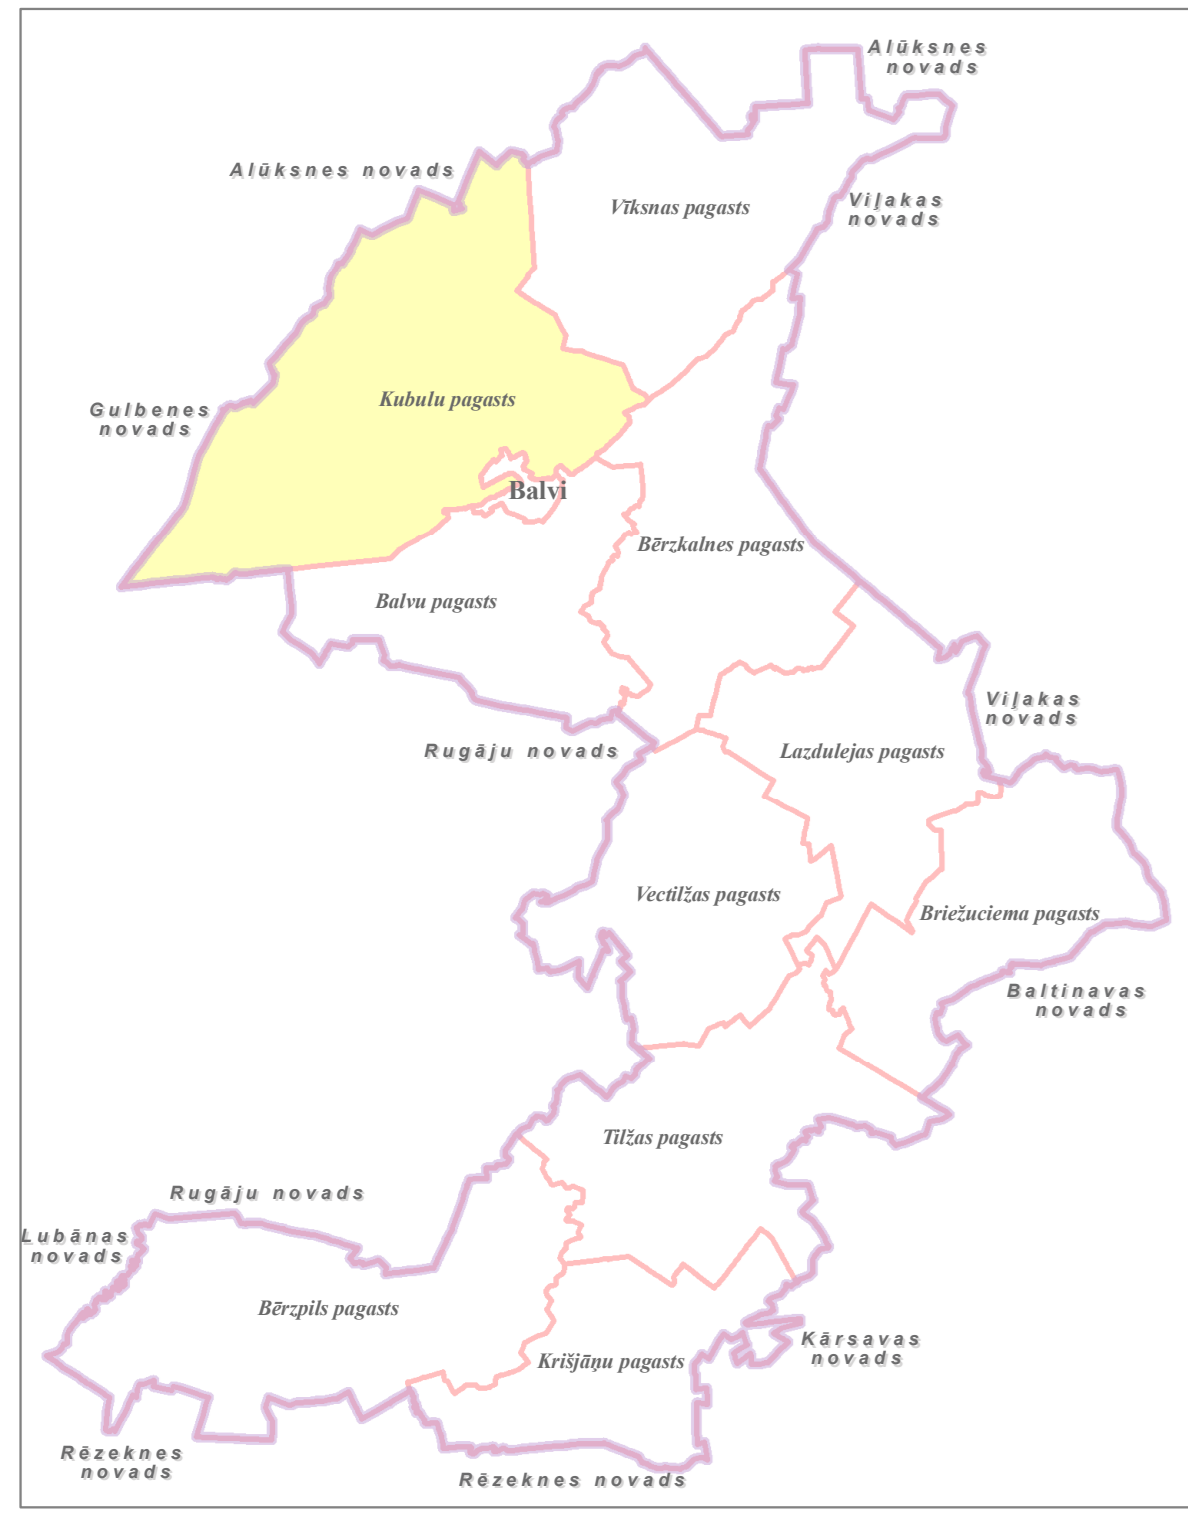 Alūksnes
novads
Alūksnes novads
Viļakas
novads
Vīksnas pagasts
Kubulu pagasts
Gulbenes
novads
Balvi
Bērzkalnes pagasts
Balvu pagasts
Viļakas
novads
Rugāju novads
Lazdulejas pagasts
Vectilžas pagasts
Briežuciema pagasts
Baltinavas
novads
Tilžas pagasts
Rugāju novads
Lubānas
novads
Bērzpils pagasts
Krišjāņu pagasts
Kārsavas
novads
Rēzeknes
novads
Rēzeknes novads